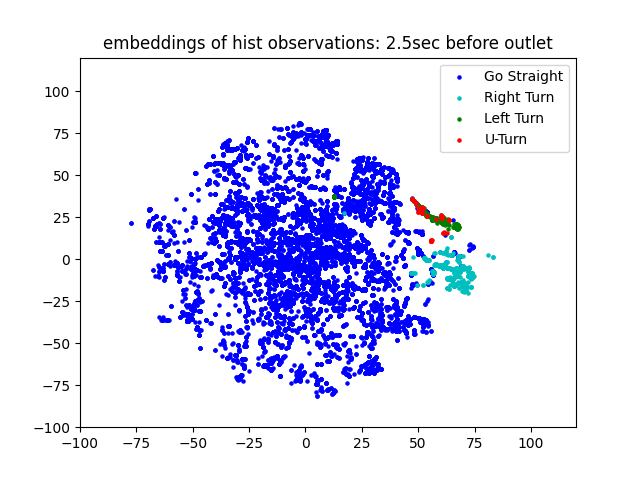 embeddings of hist observations: 2.5sec before outlet
Go Straight
Right Turn
Left Turn
U-Turn
100
75
50
25
0
−25
−50
−75
−100
−100 −75 −50 −25 0 25 50 75 100